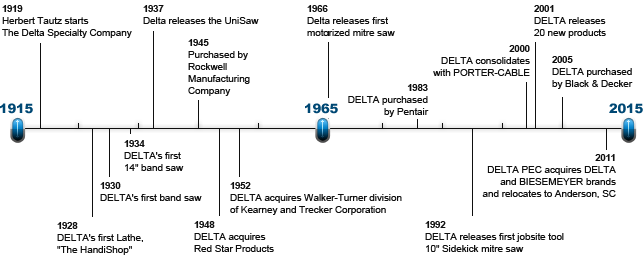 1919
Herbert Tautz starts
The Delta Specialty Company
1937
Delta releases the UniSaw
1945
Purchased by
Rockwell
Manufacturing
Company
1966
Delta releases first
motorized mitre saw
1983
DELTA purchased
by Pentair
2000
DELTA consolidates
with PORTER-CABLE
2001
DELTA releases
20 new products
2005
DELTA purchased
by Black & Decker
1915
1965
2015
1928
DELTA's first Lathe,
"The HandiShop"
1930
DELTA's first band saw
1934
DELTA's first
14" band saw
1948
DELTA acquires
Red Star Products
1952
DELTA acquires Walker-Turner division
of Kearney and Trecker Corporation
1992
DELTA releases first jobsite tool
10" Sidekick mitre saw
2011
DELTA PEC acquires DELTA
and BIESEMEYER brands
and relocates to Anderson, SC